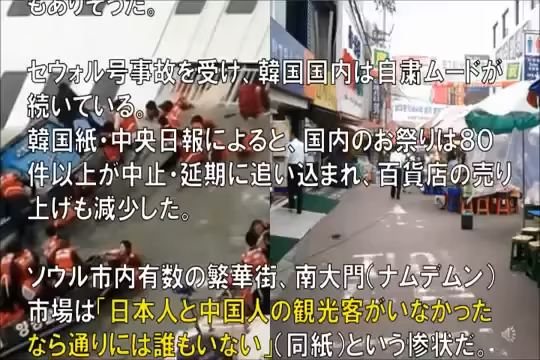 もありそうだ。
セウォル号事故を受け、韓国国内は自粛ムードが
続いている。
韓国紙・中央日報によると、国内のお祭りは８０
件以上が中止・延期に追い込まれ、百貨店の売り
上げも減少した。
ソウル市内有数の繁華街、南大門（ナムデムン）
市場は「日本人と中国人の観光客がいなかった
なら通りには誰もいない」（同紙）という惨状だ。